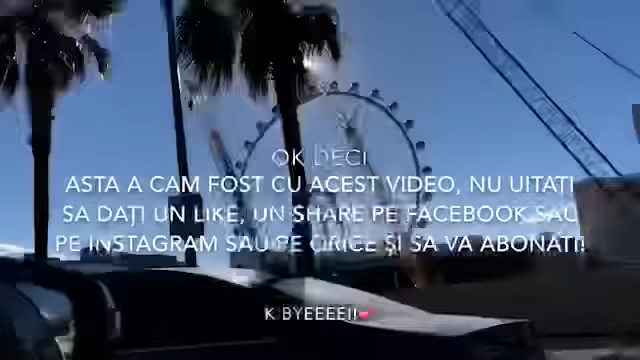 OK DECI
ASTA A CAM FOST CU ACEST VIDEO, NU UITATI
SA DAȚI UN LIKE, UN SHARE PE FACEBOOK SAU
PE INSTAGRAM SAU PE ORICE ȘI SA VA ABONATI!
K BYEEEE!!